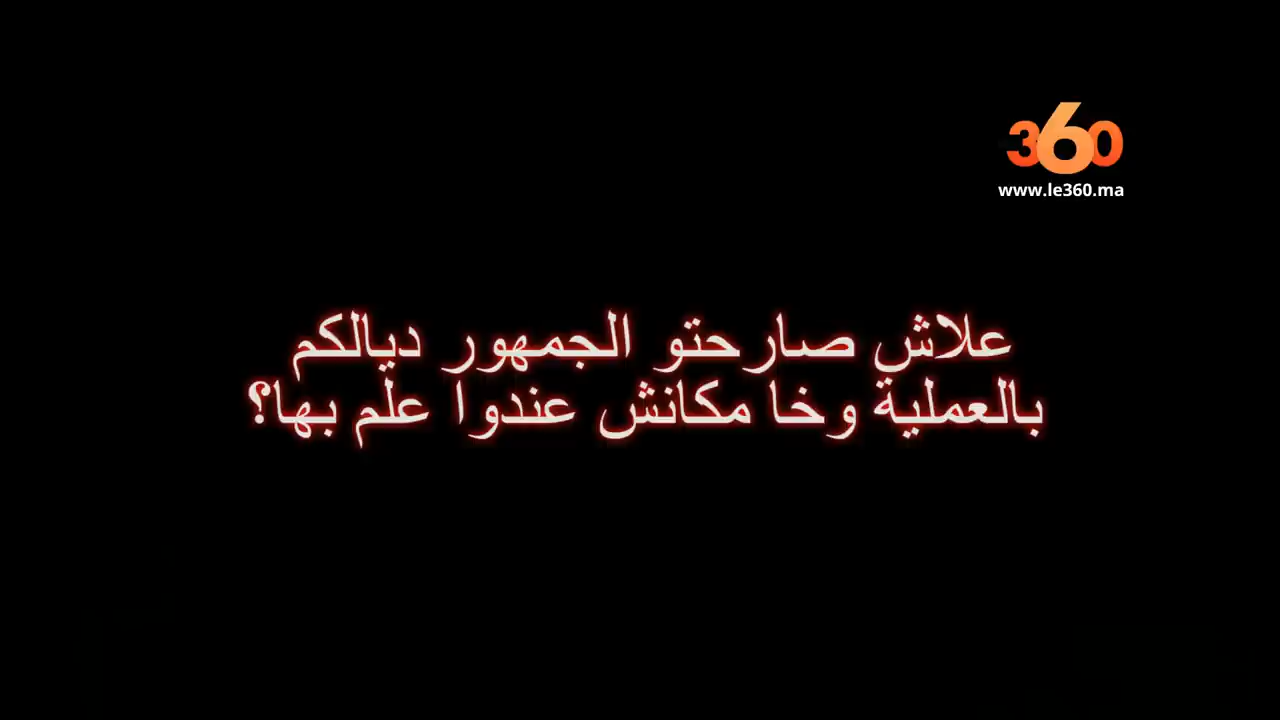 360
www.le360.ma
علاش صارحتو الجمهور ديالكم
بالعملية وخا مكانش عندوا علم بها؟